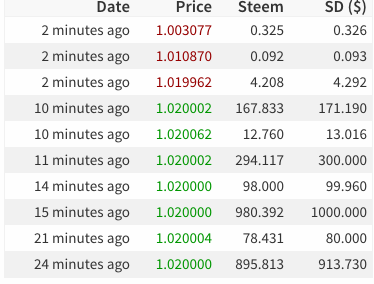 Date Price Steem SD ($)
2 minutes ago 1.003077 0.325 0.326
2 minutes ago 1.010870 0.092 0.093
2 minutes ago 1.019962 4.208 4.292
10 minutes ago 1.020002 167.833 171.190
10 minutes ago 1.020062 12.760 13.016
11 minutes ago 1.020002 294.117 300.000
14 minutes ago 1.020000 98.000 99.960
15 minutes ago 1.020000 980.392 1000.000
21 minutes ago 1.020004 78.431 80.000
24 minutes ago 1.020000 895.813 913.730